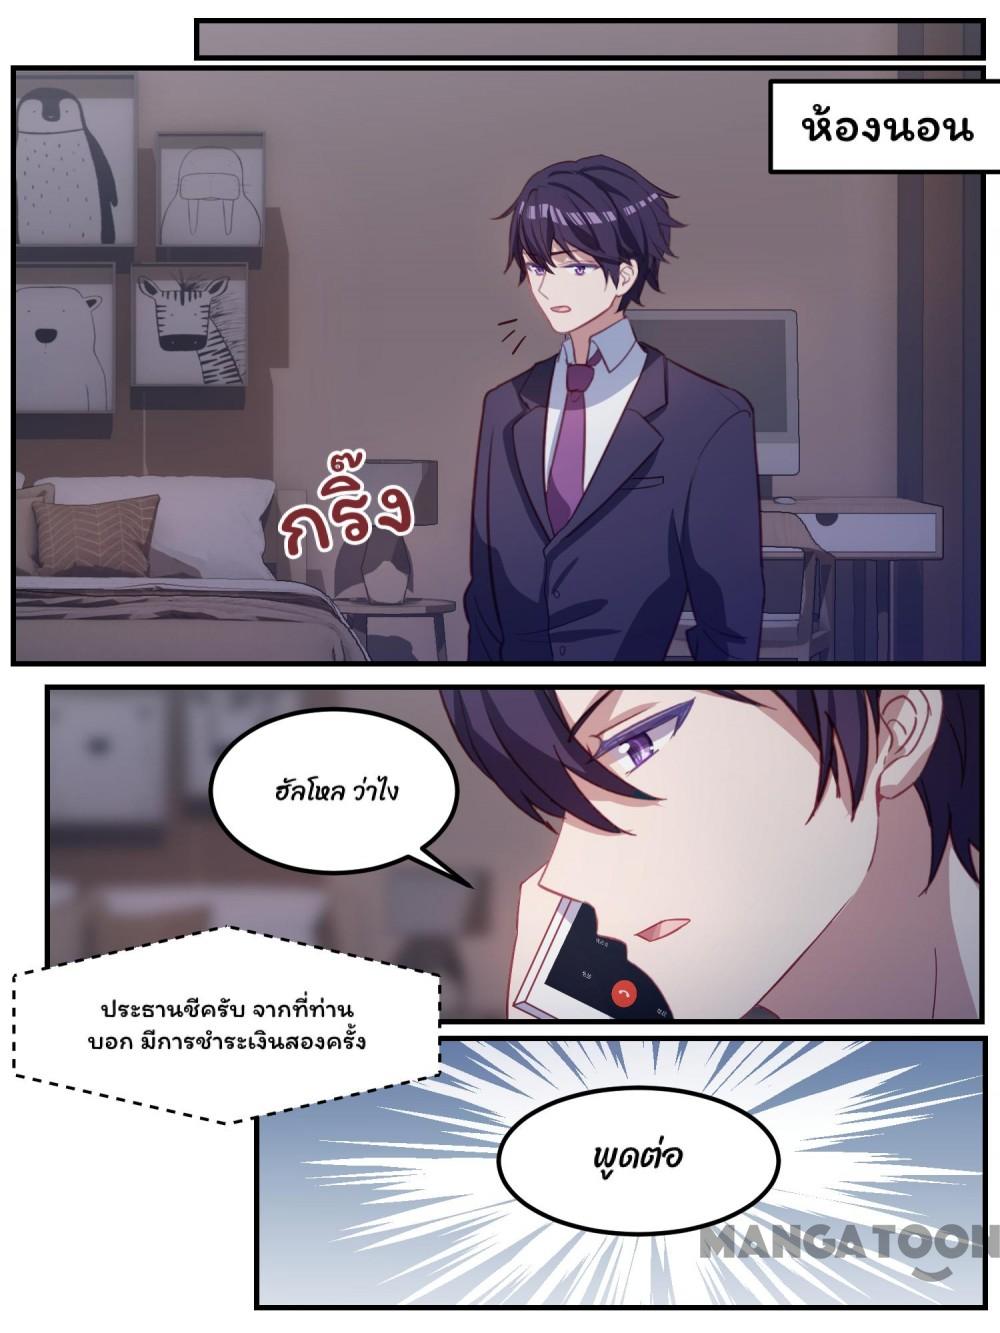 ห้องนอน
กริ๊ง
ฮัลโหล ว่าไง
ประธานซีครับ จากที่ท่าน
บอก มีการชำระเงินสองครั้ง
พูดต่อ
MANGATOON